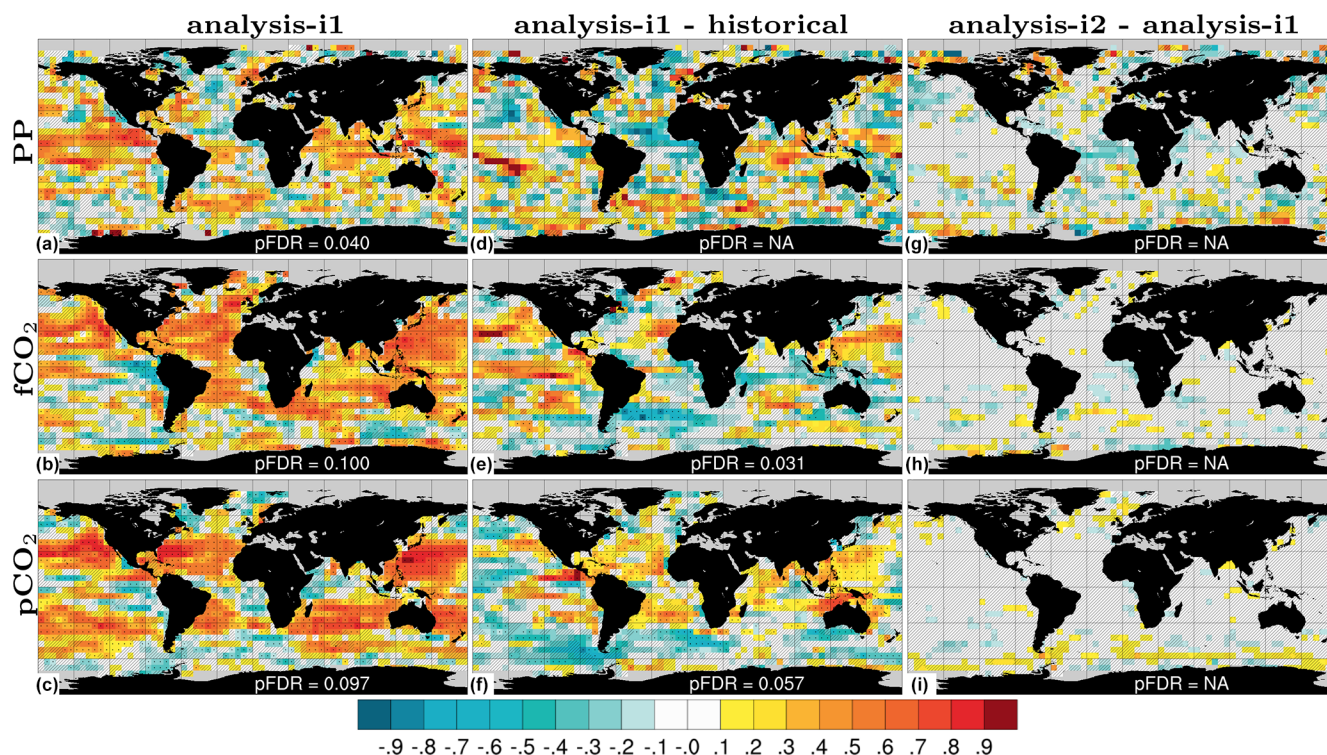 analysis-i1
analysis-i1 - historical
analysis-i2 - analysis-i1
PP
(a) pFDR = 0.040
(d) pFDR = NA
(g) pFDR = NA
fCO₂
(b) pFDR = 0.100
(e) pFDR = 0.031
(h) pFDR = NA
pCO₂
(c) pFDR = 0.097
(f) pFDR = 0.057
(i) pFDR = NA
-.9 -.8 -.7 -.6 -.5 -.4 -.3 -.2 -.1 -.0 .1 .2 .3 .4 .5 .6 .7 .8 .9